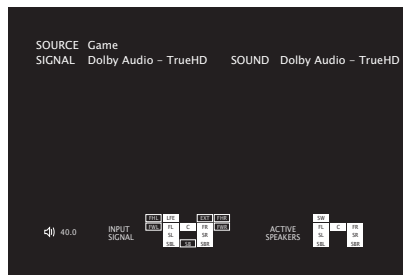 SOURCE Game
SIGNAL Dolby Audio – TrueHD SOUND Dolby Audio – TrueHD
FHL LFE EXT FHR SW
FWL FL C FR FWR FL C FR
40.0 INPUT SIGNAL SL SR ACTIVE SPEAKERS SL SR
SBL SB SBR SBL SBR